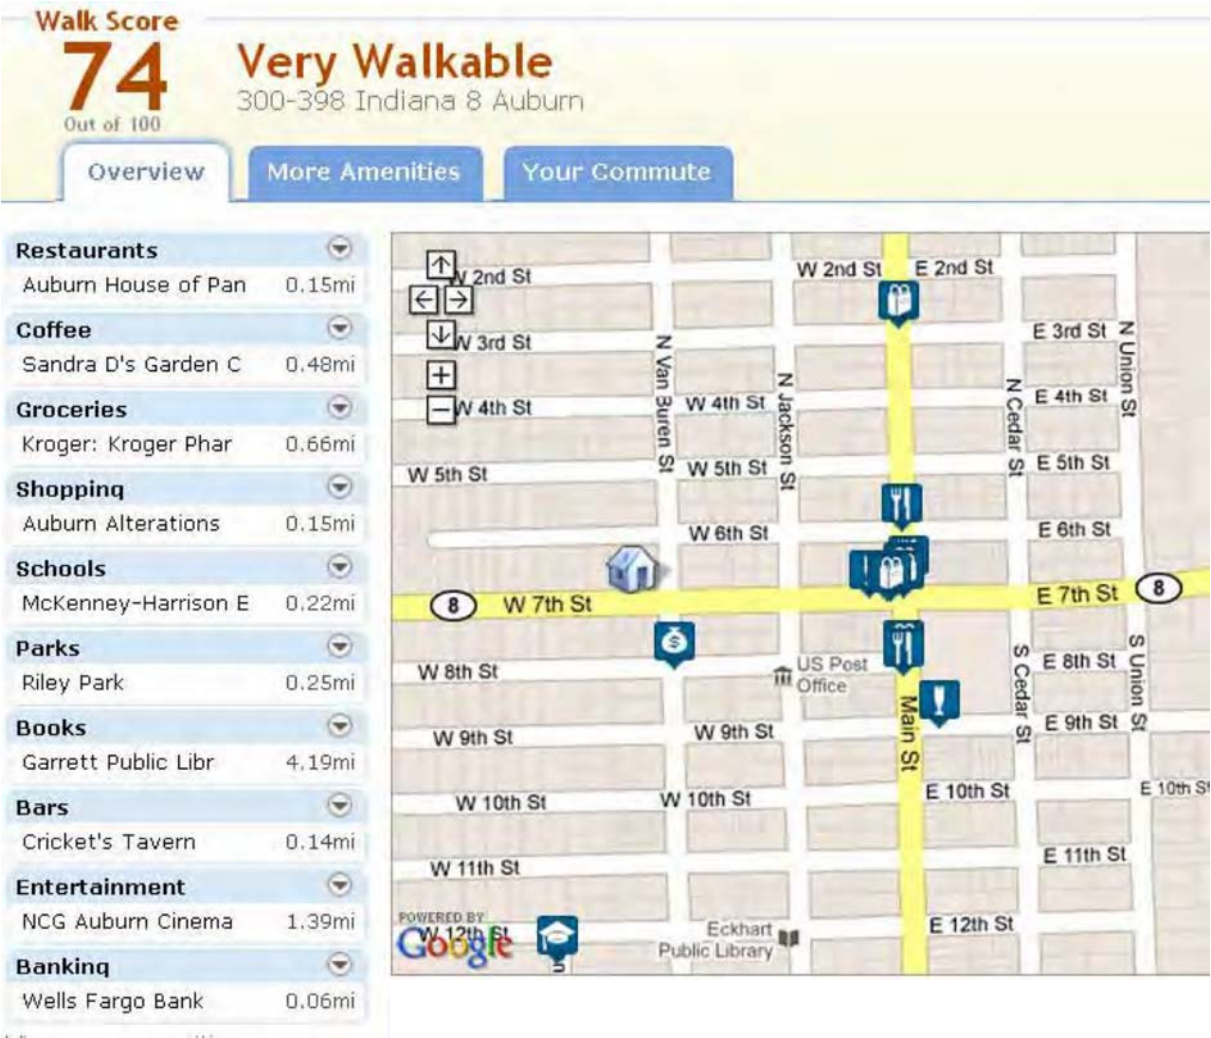 Walk Score
74
Out of 100
Very Walkable
300-398 Indiana 8 Auburn
Overview
More Amenities
Your Commute
Restaurants
Auburn House of Pan 0.15mi
Coffee
Sandra D's Garden C 0.48mi
Groceries
Kroger: Kroger Phar 0.66mi
Shopping
Auburn Alterations 0.15mi
Schools
McKenney-Harrison E 0.22mi
Parks
Riley Park 0.25mi
Books
Garrett Public Libr 4.19mi
Bars
Cricket's Tavern 0.14mi
Entertainment
NCG Auburn Cinema 1.39mi
Banking
Wells Fargo Bank 0.06mi
W 2nd St
W 2nd St
E 2nd St
W 3rd St
E 3rd St
N Union St
N Van Buren St
N Jackson St
N Cedar St
W 4th St
W 4th St
E 4th St
W 5th St
W 5th St
E 5th St
W 6th St
E 6th St
8
W 7th St
E 7th St
8
$
W 8th St
US Post
Office
E 8th St
S Cedar St
S Union St
Main St
W 9th St
W 9th St
E 9th St
W 10th St
W 10th St
E 10th St
E 10th St
W 11th St
E 11th St
POWERED BY
Google
W 12th St
Eckhart
Public Library
E 12th St